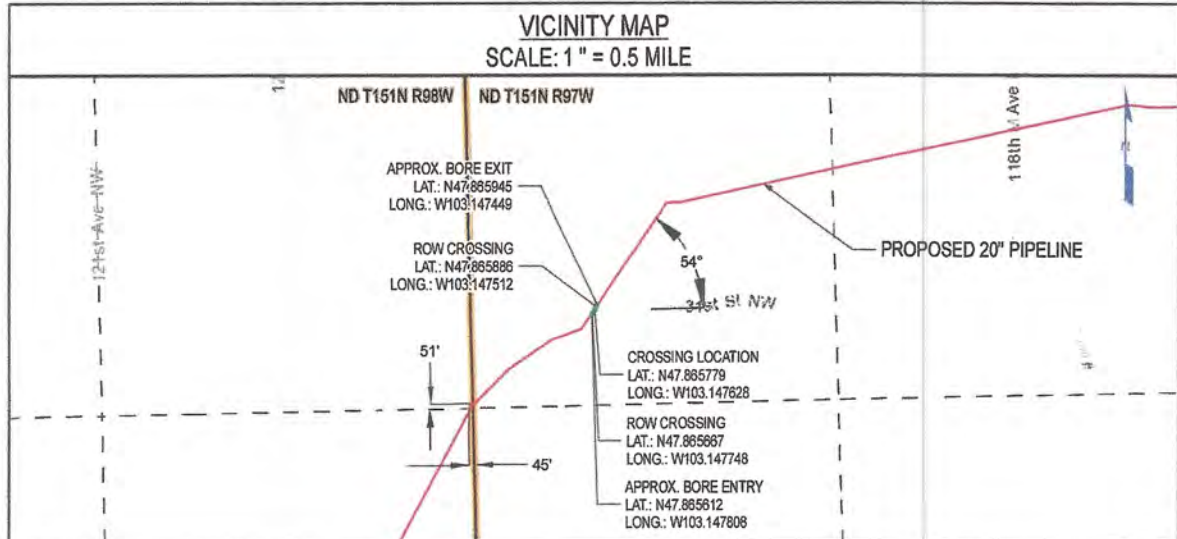 VICINITY MAP
SCALE: 1 " = 0.5 MILE
ND T151N R98W
ND T151N R97W
121st Ave NW
118th Ave
APPROX. BORE EXIT
LAT.: N47.865945
LONG.: W103.147449
ROW CROSSING
LAT.: N47.865886
LONG.: W103.147512
54°
PROPOSED 20" PIPELINE
31st St NW
51'
CROSSING LOCATION
LAT.: N47.865779
LONG.: W103.147628
ROW CROSSING
LAT.: N47.865667
LONG.: W103.147748
45'
APPROX. BORE ENTRY
LAT.: N47.865612
LONG.: W103.147808